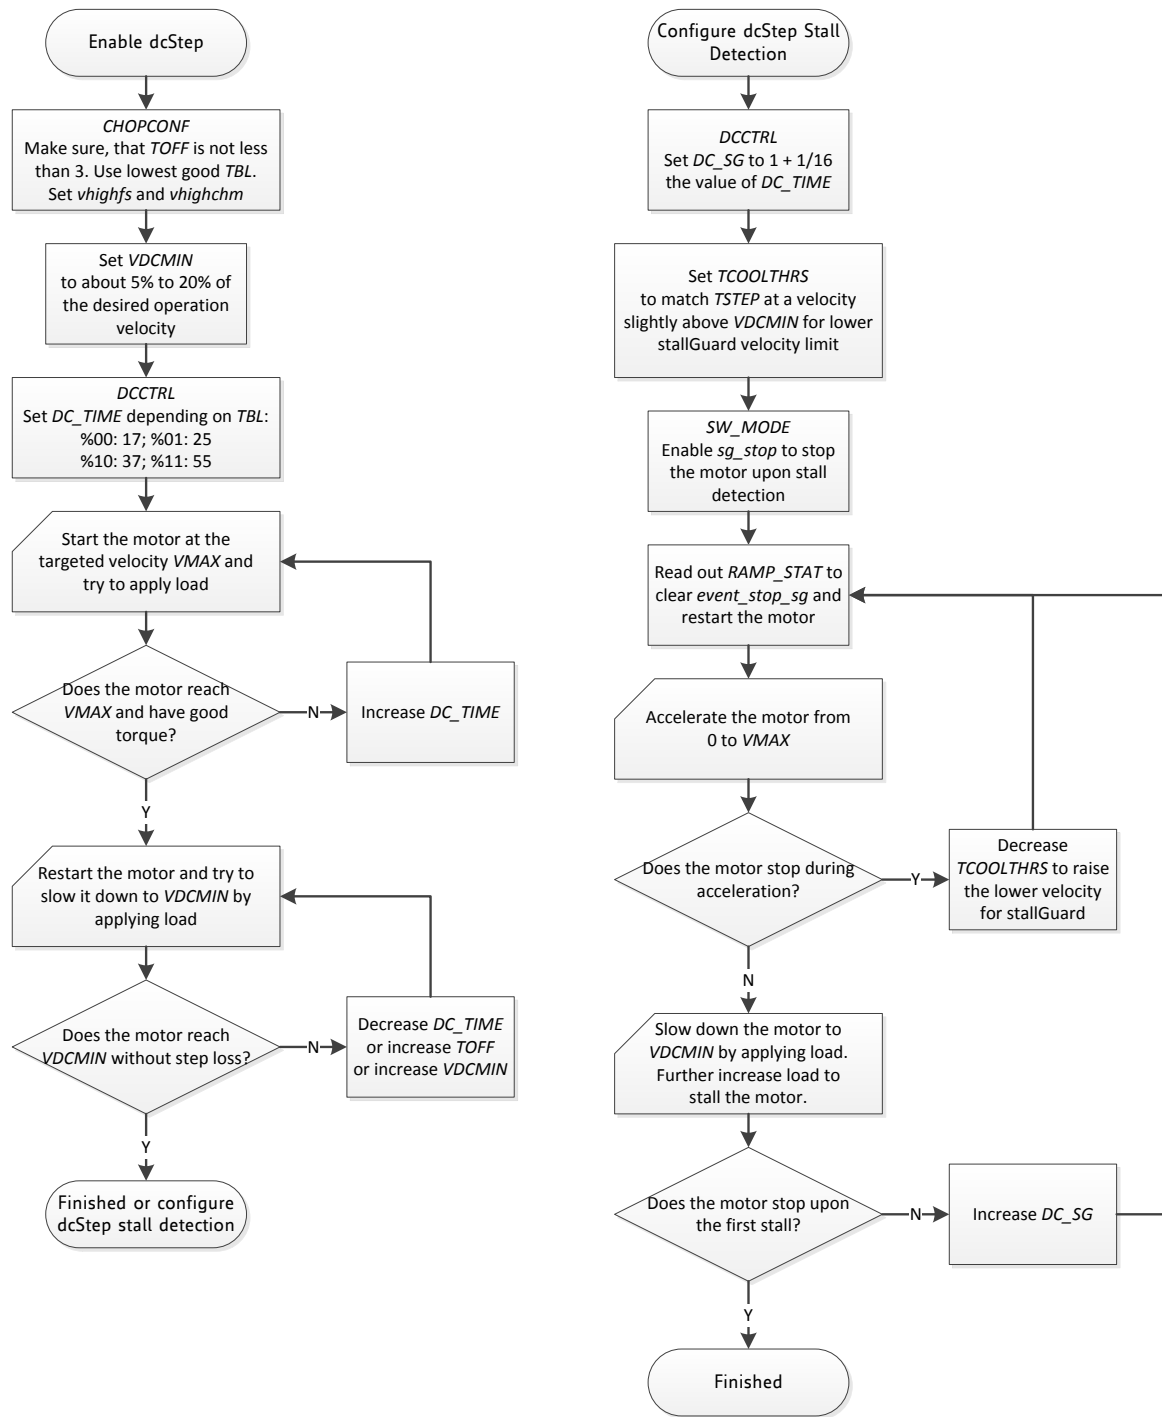 Enable dcStep
CHOPCONF
Make sure, that TOFF is not less
than 3. Use lowest good TBL.
Set vhighfs and vhighchm
Set VDCMIN
to about 5% to 20% of
the desired operation
velocity
DCCTRL
Set DC_TIME depending on TBL:
%00: 17; %01: 25
%10: 37; %11: 55
Start the motor at the
targeted velocity VMAX and
try to apply load
Does the motor reach
VMAX and have good
torque?
N
Increase DC_TIME
Y
Restart the motor and try to
slow it down to VDCMIN by
applying load
Does the motor reach
VDCMIN without step loss?
N
Decrease DC_TIME
or increase TOFF
or increase VDCMIN
Y
Finished or configure
dcStep stall detection
Configure dcStep Stall
Detection
DCCTRL
Set DC_SG to 1 + 1/16
the value of DC_TIME
Set TCOOLTHRS
to match TSTEP at a velocity
slightly above VDCMIN for lower
stallGuard velocity limit
SW_MODE
Enable sg_stop to stop
the motor upon stall
detection
Read out RAMP_STAT to
clear event_stop_sg and
restart the motor
Accelerate the motor from
0 to VMAX
Does the motor stop during
acceleration?
Y
Decrease
TCOOLTHRS to raise
the lower velocity
for stallGuard
N
Slow down the motor to
VDCMIN by applying load.
Further increase load to
stall the motor.
Does the motor stop upon
the first stall?
N
Increase DC_SG
Y
Finished